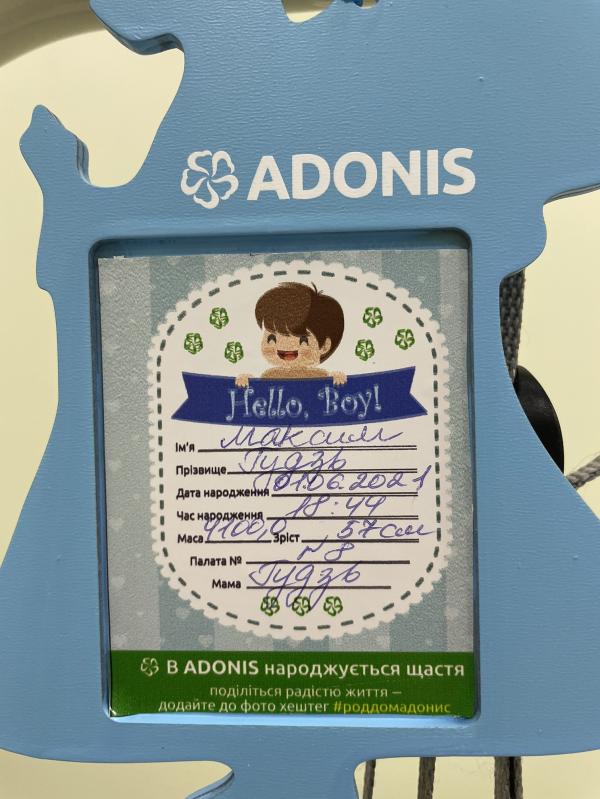 ADONIS
Hello, Boy!
Ім'я Максим
Прізвище Гудзь
Дата народження 01.06.2021
Час народження 18:44
Маса 4100,0 Зріст 57см
Палата № 8
Мама Гудзь
В ADONIS народжується щастя
поділіться радістю життя –
додайте до фото хештег #роддомадонис